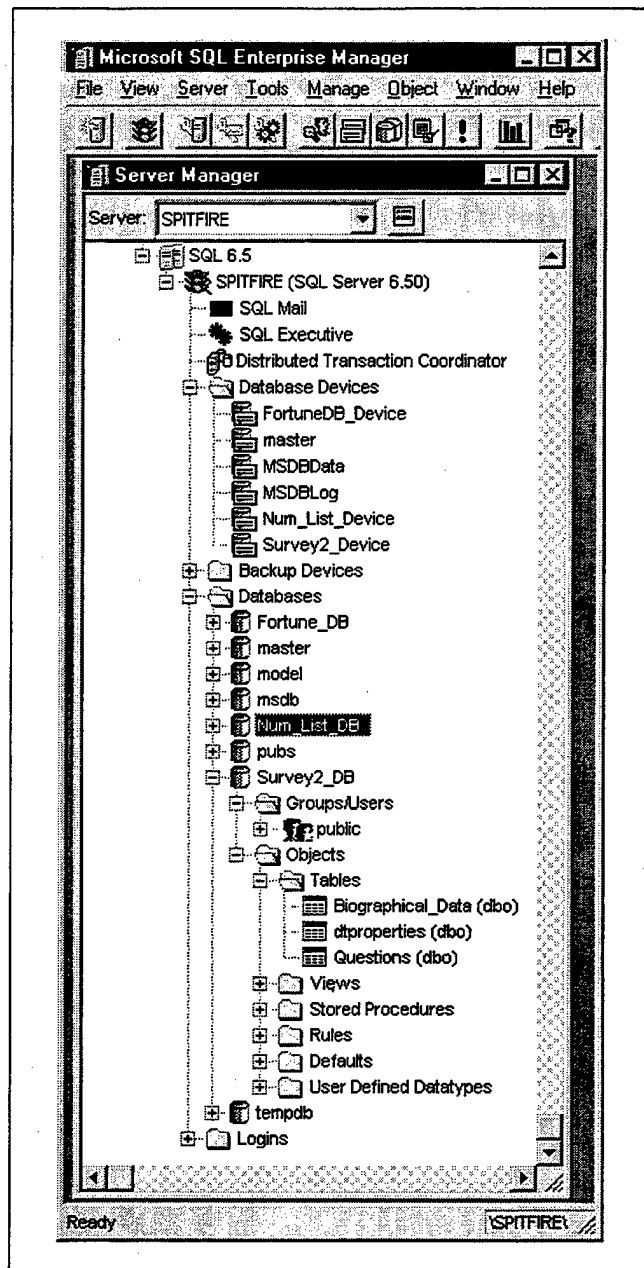 Microsoft SQL Enterprise Manager
File View Server Tools Manage Object Window Help
Server Manager
Server: SPITFIRE
SQL 6.5
SPITFIRE (SQL Server 6.50)
SQL Mail
SQL Executive
Distributed Transaction Coordinator
Database Devices
FortuneDB_Device
master
MSDBData
MSDBLog
Num_List_Device
Survey2_Device
Backup Devices
Databases
Fortune_DB
master
model
msdb
Num_List_DB
pubs
Survey2_DB
Groups/Users
public
Objects
Tables
Biographical_Data (dbo)
dtproperties (dbo)
Questions (dbo)
Views
Stored Procedures
Rules
Defaults
User Defined Datatypes
tempdb
Logins
Ready \SPITFIRE\